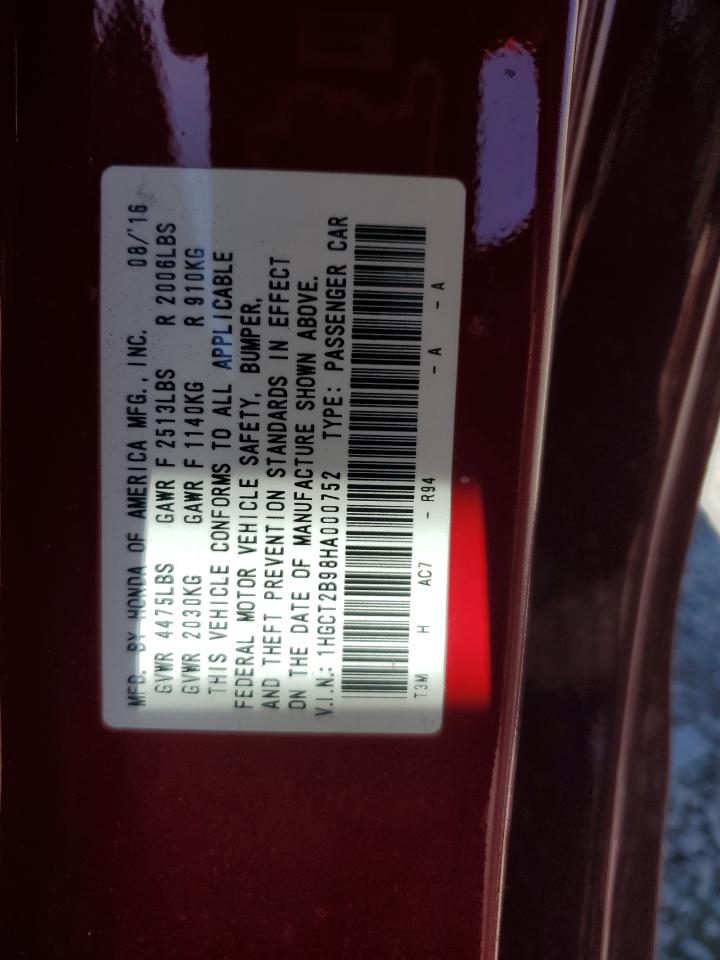 MFD. BY HONDA OF AMERICA MFG., INC. 08/'16
GVWR 4475LBS GAWR F 2513LBS R 2006LBS
GVWR 2030KG GAWR F 1140KG R 910KG
THIS VEHICLE CONFORMS TO ALL APPLICABLE
FEDERAL MOTOR VEHICLE SAFETY, BUMPER,
AND THEFT PREVENTION STANDARDS IN EFFECT
ON THE DATE OF MANUFACTURE SHOWN ABOVE.
V.I.N.: 1HGCT2B98HA000752 TYPE: PASSENGER CAR
T3M H AC7 - R94 - A - A